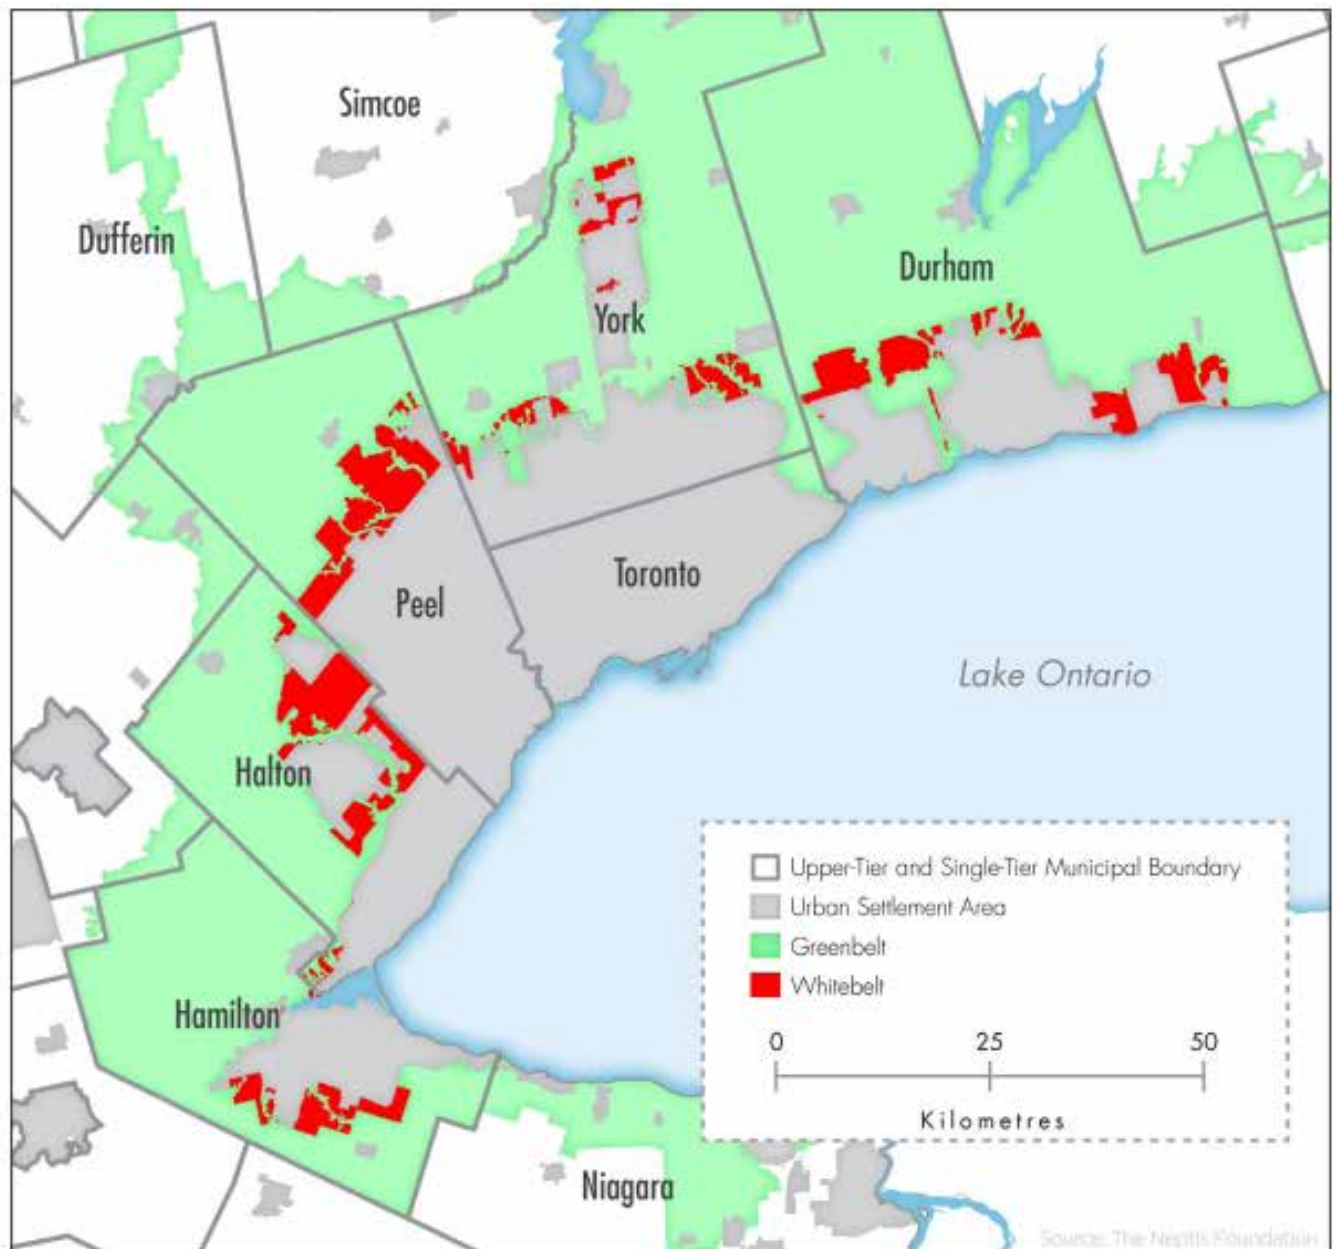 Simcoe
Dufferin
Durham
York
Toronto
Peel
Lake Ontario
Halton
Hamilton
Niagara
Upper-Tier and Single-Tier Municipal Boundary
Urban Settlement Area
Greenbelt
Whitebelt
0 25 50
Kilometres
Source: The Neptis Foundation